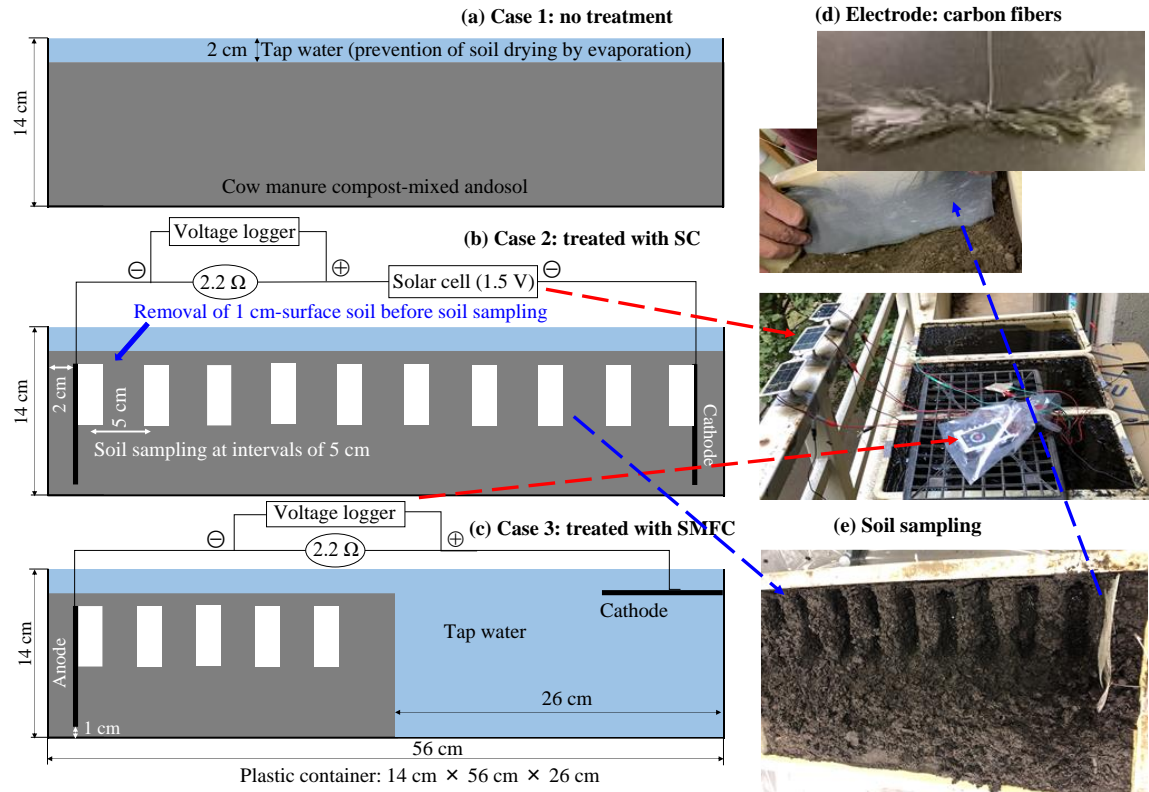 (a) Case 1: no treatment
2 cm
Tap water (prevention of soil drying by evaporation)
14 cm
Cow manure compost-mixed andosol
(b) Case 2: treated with SC
Voltage logger
⊖
2.2 Ω
⊕
Solar cell (1.5 V)
⊖
Removal of 1 cm-surface soil before soil sampling
14 cm
2 cm
5 cm
Soil sampling at intervals of 5 cm
Cathode
(c) Case 3: treated with SMFC
Voltage logger
⊖
2.2 Ω
⊕
14 cm
Anode
1 cm
Cathode
Tap water
26 cm
56 cm
Plastic container: 14 cm × 56 cm × 26 cm
(d) Electrode: carbon fibers
(e) Soil sampling